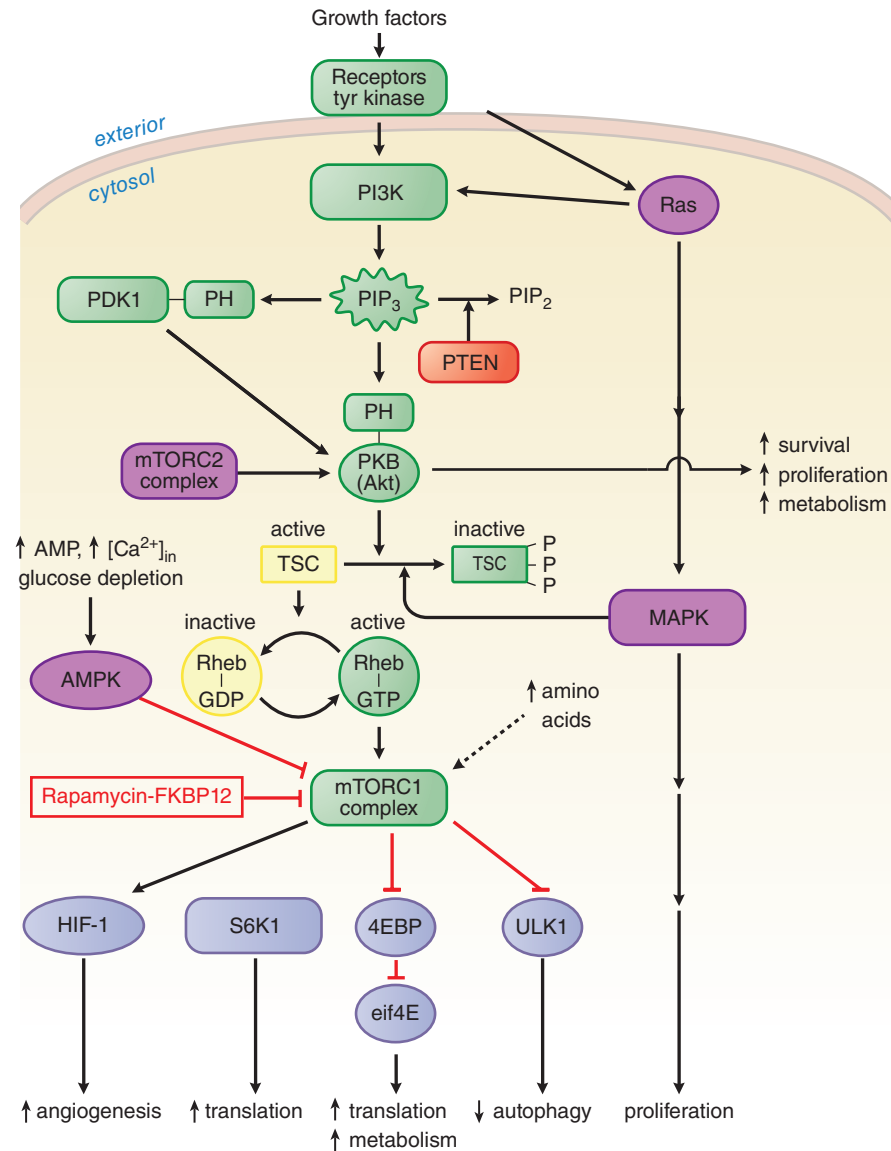 Growth factors
Receptors
tyr kinase
exterior
cytosol
PI3K
Ras
PDK1
PH
PIP3
PIP2
PTEN
PH
mTORC2
complex
PKB
(Akt)
↑ survival
↑ proliferation
↑ metabolism
↑ AMP, ↑ [Ca2+]in
glucose depletion
active
inactive
TSC
TSC
P
P
P
MAPK
inactive
active
AMPK
Rheb
GDP
Rheb
GTP
↑ amino
acids
Rapamycin-FKBP12
mTORC1
complex
HIF-1
S6K1
4EBP
ULK1
eif4E
↑ angiogenesis
↑ translation
↑ translation
↑ metabolism
↓ autophagy
proliferation